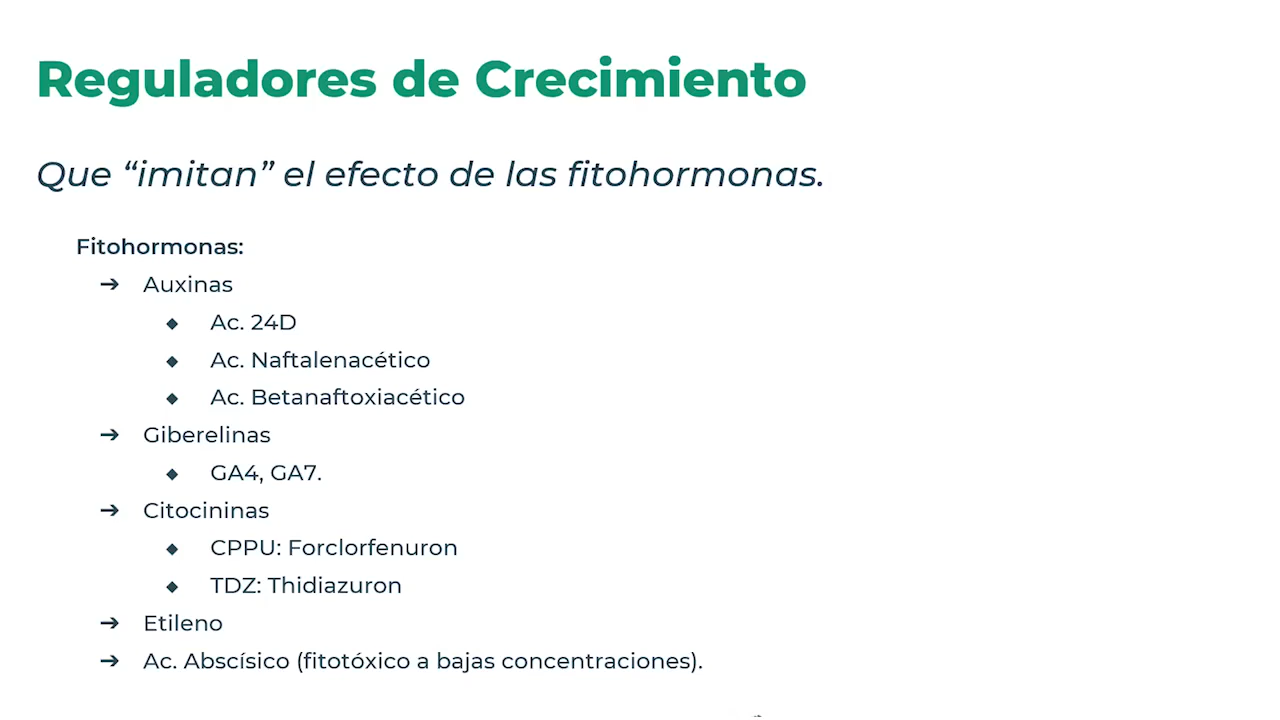 Reguladores de Crecimiento
Que “imitan” el efecto de las fitohormonas.
Fitohormonas:
➔ Auxinas
◆ Ac. 24D
◆ Ac. Naftalenacético
◆ Ac. Betanaftoxiacético
➔ Giberelinas
◆ GA4, GA7.
➔ Citocininas
◆ CPPU: Forclorfenuron
◆ TDZ: Thidiazuron
➔ Etileno
➔ Ac. Abscísico (fitotóxico a bajas concentraciones).